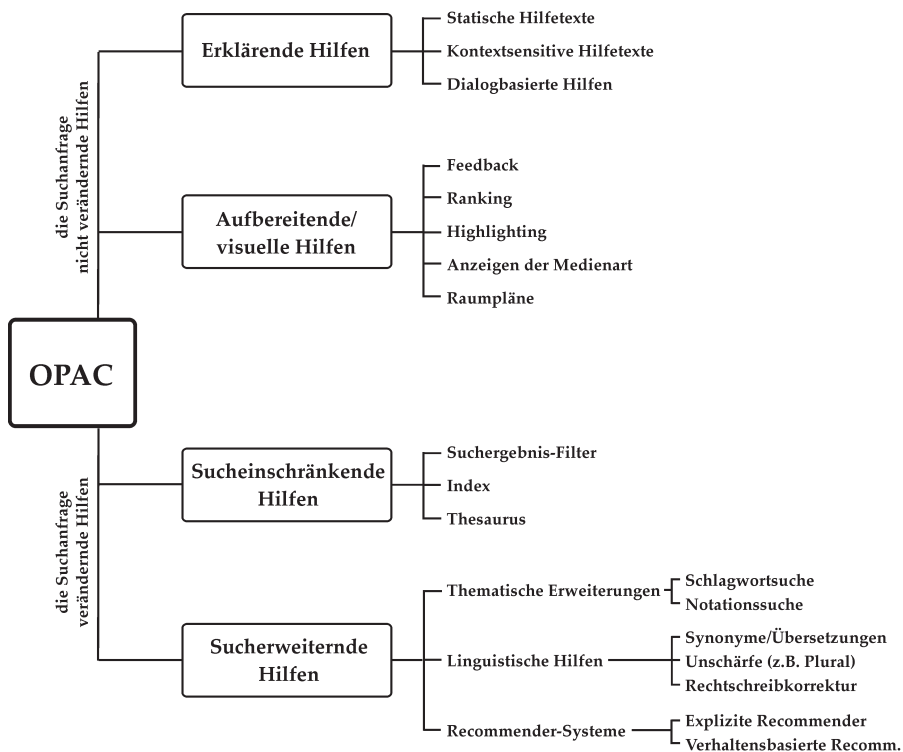 die Suchanfrage
nicht verändernde Hilfen
Erklärende Hilfen
Statische Hilfetexte
Kontextsensitive Hilfetexte
Dialogbasierte Hilfen
Aufbereitende/
visuelle Hilfen
Feedback
Ranking
Highlighting
Anzeigen der Medienart
Raumpläne
OPAC
die Suchanfrage
verändernde Hilfen
Sucheinschränkende
Hilfen
Suchergebnis-Filter
Index
Thesaurus
Sucherweiternde
Hilfen
Thematische Erweiterungen
Schlagwortsuche
Notationssuche
Linguistische Hilfen
Synonyme/Übersetzungen
Unschärfe (z.B. Plural)
Rechtschreibkorrektur
Recommender-Systeme
Explizite Recommender
Verhaltensbasierte Recomm.